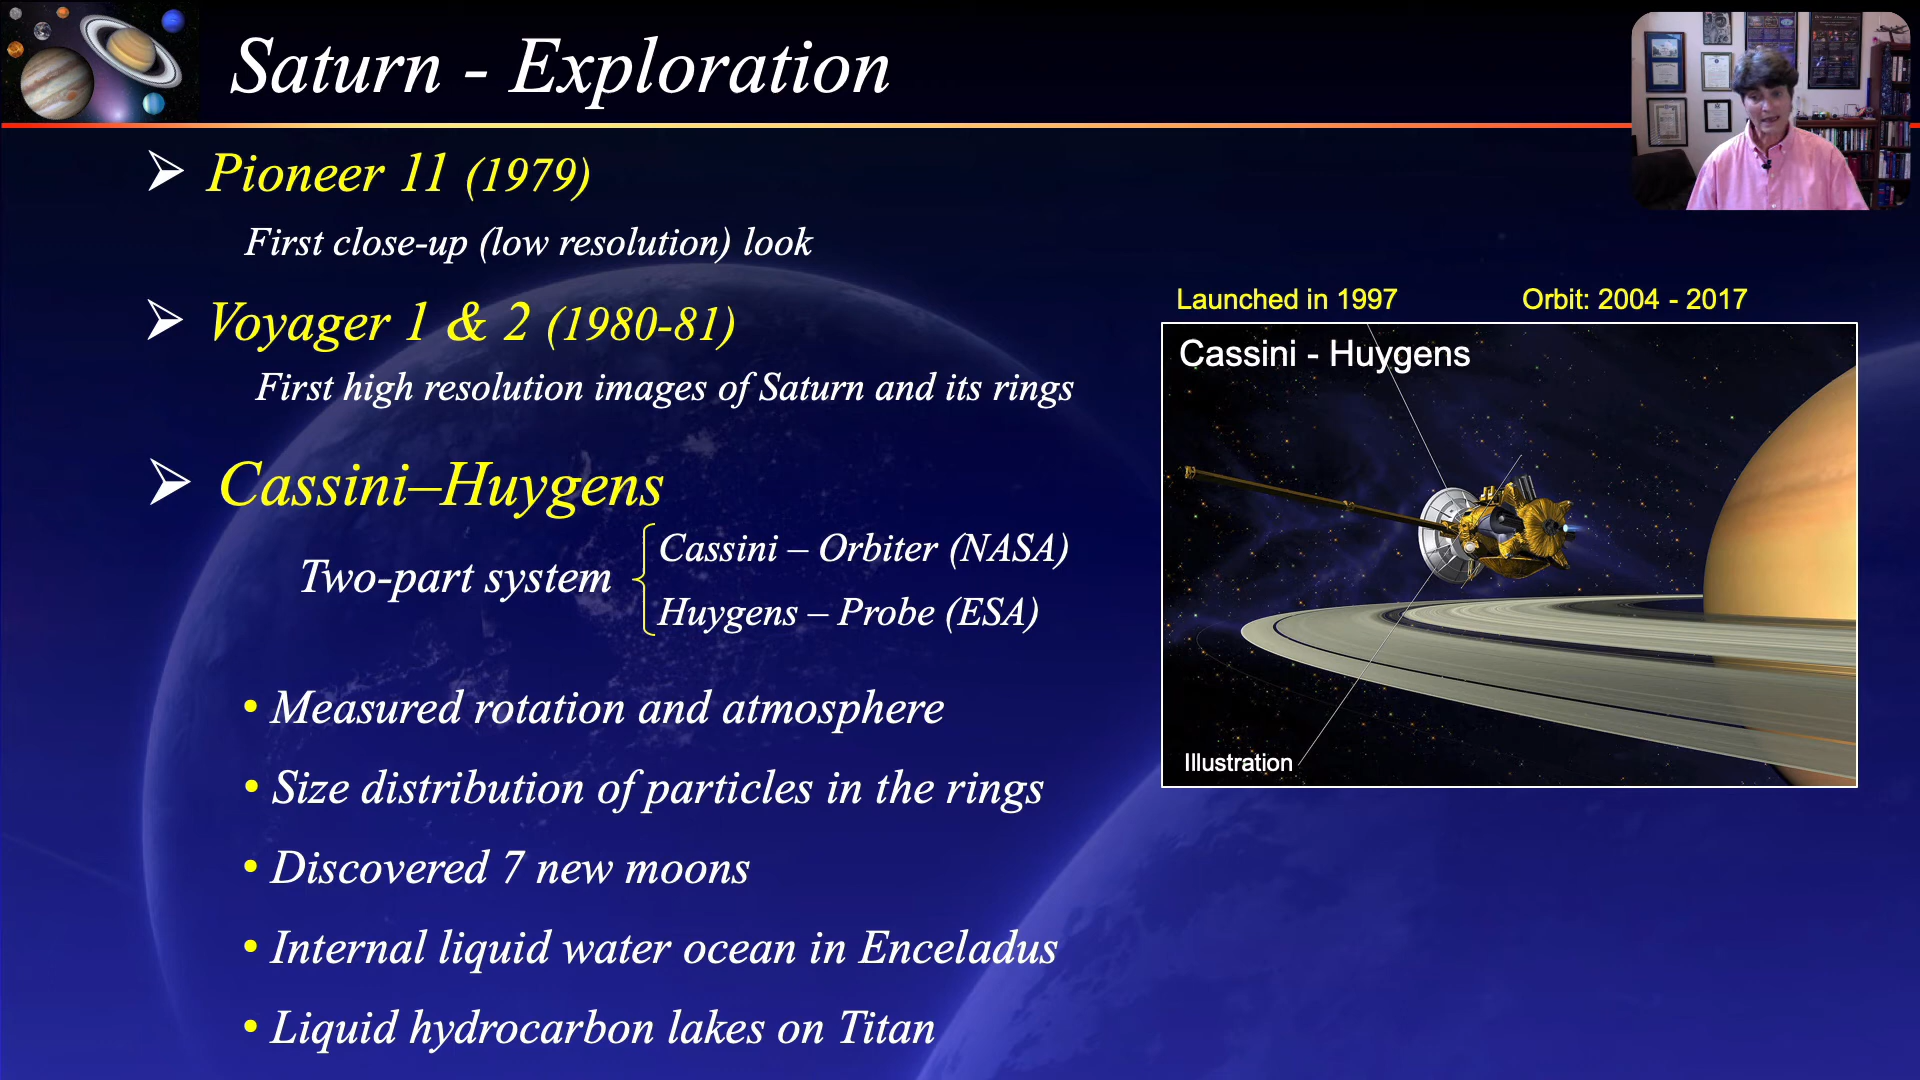 Saturn - Exploration
Pioneer 11 (1979)
First close-up (low resolution) look
Voyager 1 & 2 (1980-81)
First high resolution images of Saturn and its rings
Cassini–Huygens
Two-part system
Cassini – Orbiter (NASA)
Huygens – Probe (ESA)
• Measured rotation and atmosphere
• Size distribution of particles in the rings
• Discovered 7 new moons
• Internal liquid water ocean in Enceladus
• Liquid hydrocarbon lakes on Titan
Launched in 1997
Orbit: 2004 - 2017
Cassini - Huygens
Illustration